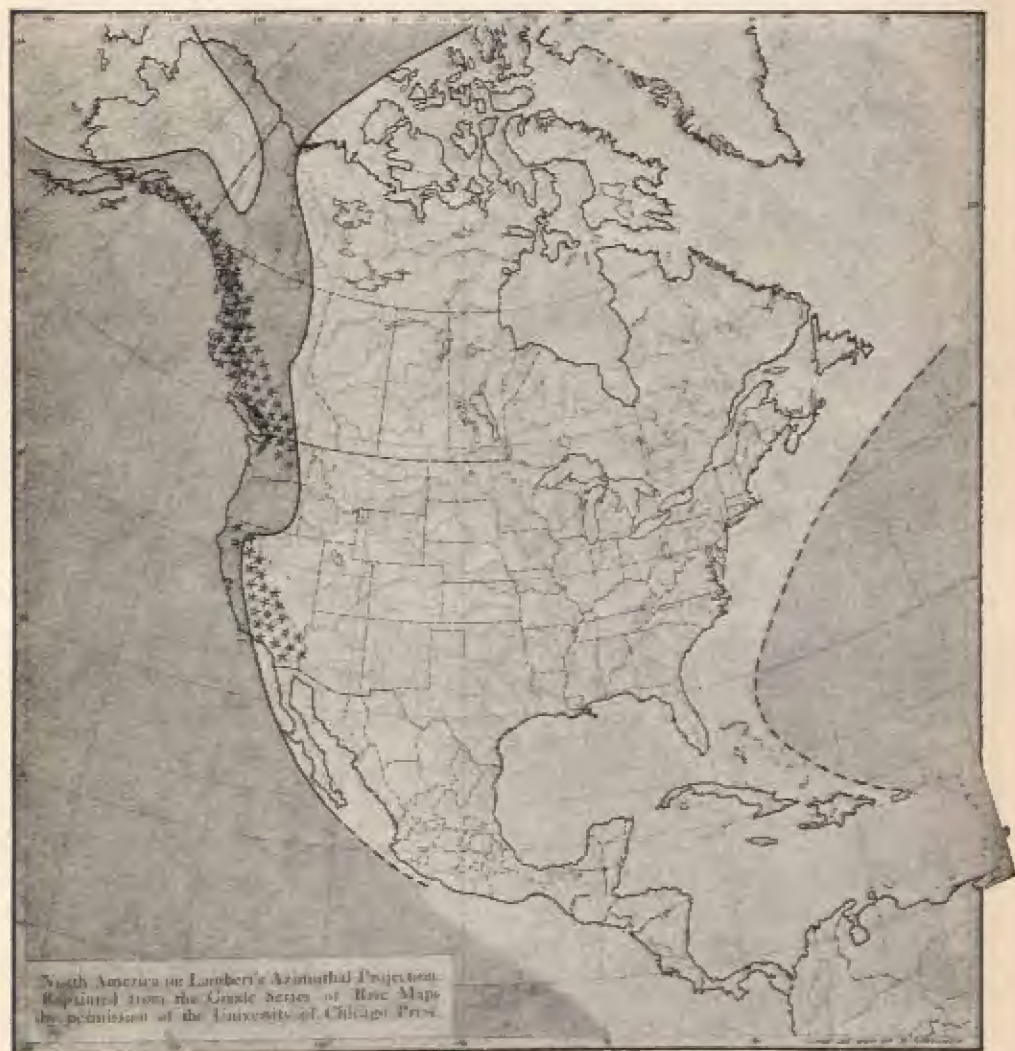 North America on Lambert's Azimuthal Projection.
Reprinted from the Goode Series of Base Maps
by permission of the University of Chicago Press.